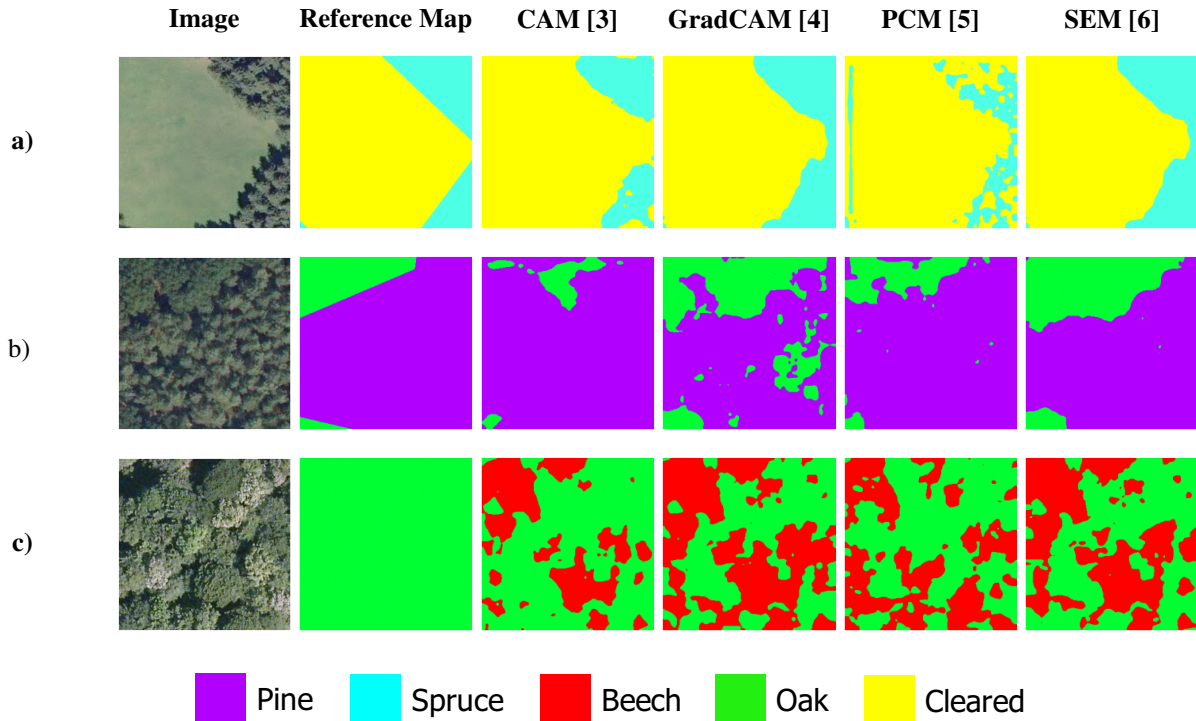 Image Reference Map CAM [3] GradCAM [4] PCM [5] SEM [6]
a)
b)
c)
Pine Spruce Beech Oak Cleared